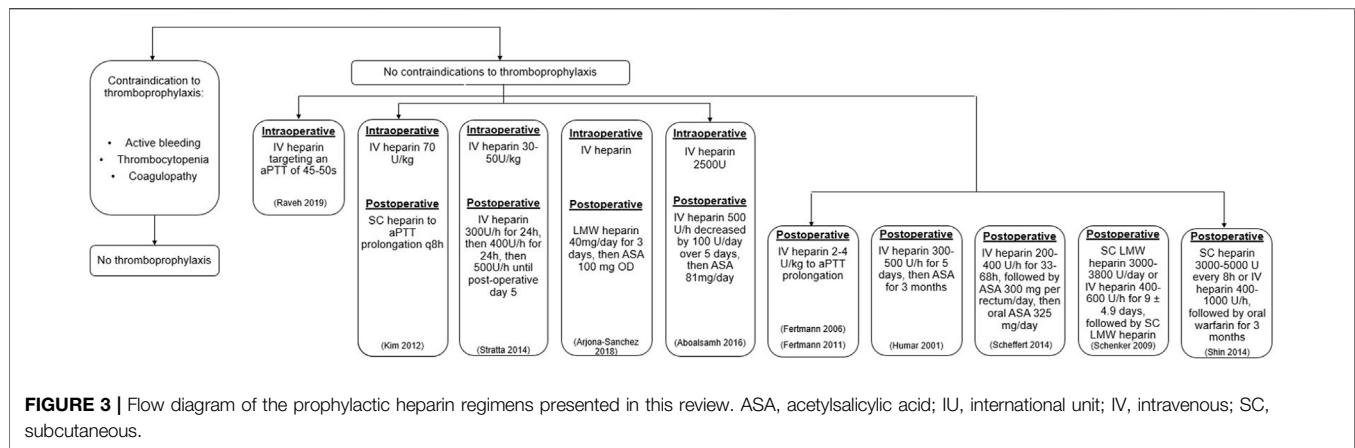 No contraindications to thromboprophylaxis
Contraindication to
thromboprophylaxis:
• Active bleeding
• Thrombocytopenia
• Coagulopathy
No thromboprophylaxis
Intraoperative
IV heparin
targeting an
aPTT of 45-50s
(Raveh 2019)
Intraoperative
IV heparin 70
U/kg
Postoperative
SC heparin to
aPTT
prolongation q8h
(Kim 2012)
Intraoperative
IV heparin 30-
50U/kg
Postoperative
IV heparin
300U/h for 24h,
then 400U/h for
24h, then
500U/h until
post-operative
day 5
(Stratta 2014)
Intraoperative
IV heparin
Postoperative
LMW heparin
40mg/day for 3
days, then ASA
100 mg OD
(Arjona-Sanchez
2018)
Intraoperative
IV heparin
2500U
Postoperative
IV heparin 500
U/h decreased
by 100 U/day
over 5 days,
then ASA
81mg/day
(Aboalsamh 2016)
Postoperative
IV heparin 2-4
U/kg to aPTT
prolongation
(Fertmann 2006)
(Fertmann 2011)
Postoperative
IV heparin 300-
500 U/h for 5
days, then ASA
for 3 months
(Humar 2001)
Postoperative
IV heparin 200-
400 U/h for 33-
68h, followed by
ASA 300 mg per
rectum/day, then
oral ASA 325
mg/day
(Scheffert 2014)
Postoperative
SC LMW
heparin 3000-
3800 U/day or
IV heparin 400-
600 U/h for 9 ±
4.9 days,
followed by SC
LMW heparin
(Schenker 2009)
Postoperative
SC heparin
3000-5000 U
every 8h or IV
heparin 400-
1000 U/h,
followed by oral
warfarin for 3
months
(Shin 2014)
FIGURE 3 | Flow diagram of the prophylactic heparin regimens presented in this review. ASA, acetylsalicylic acid; IU, international unit; IV, intravenous; SC,
subcutaneous.